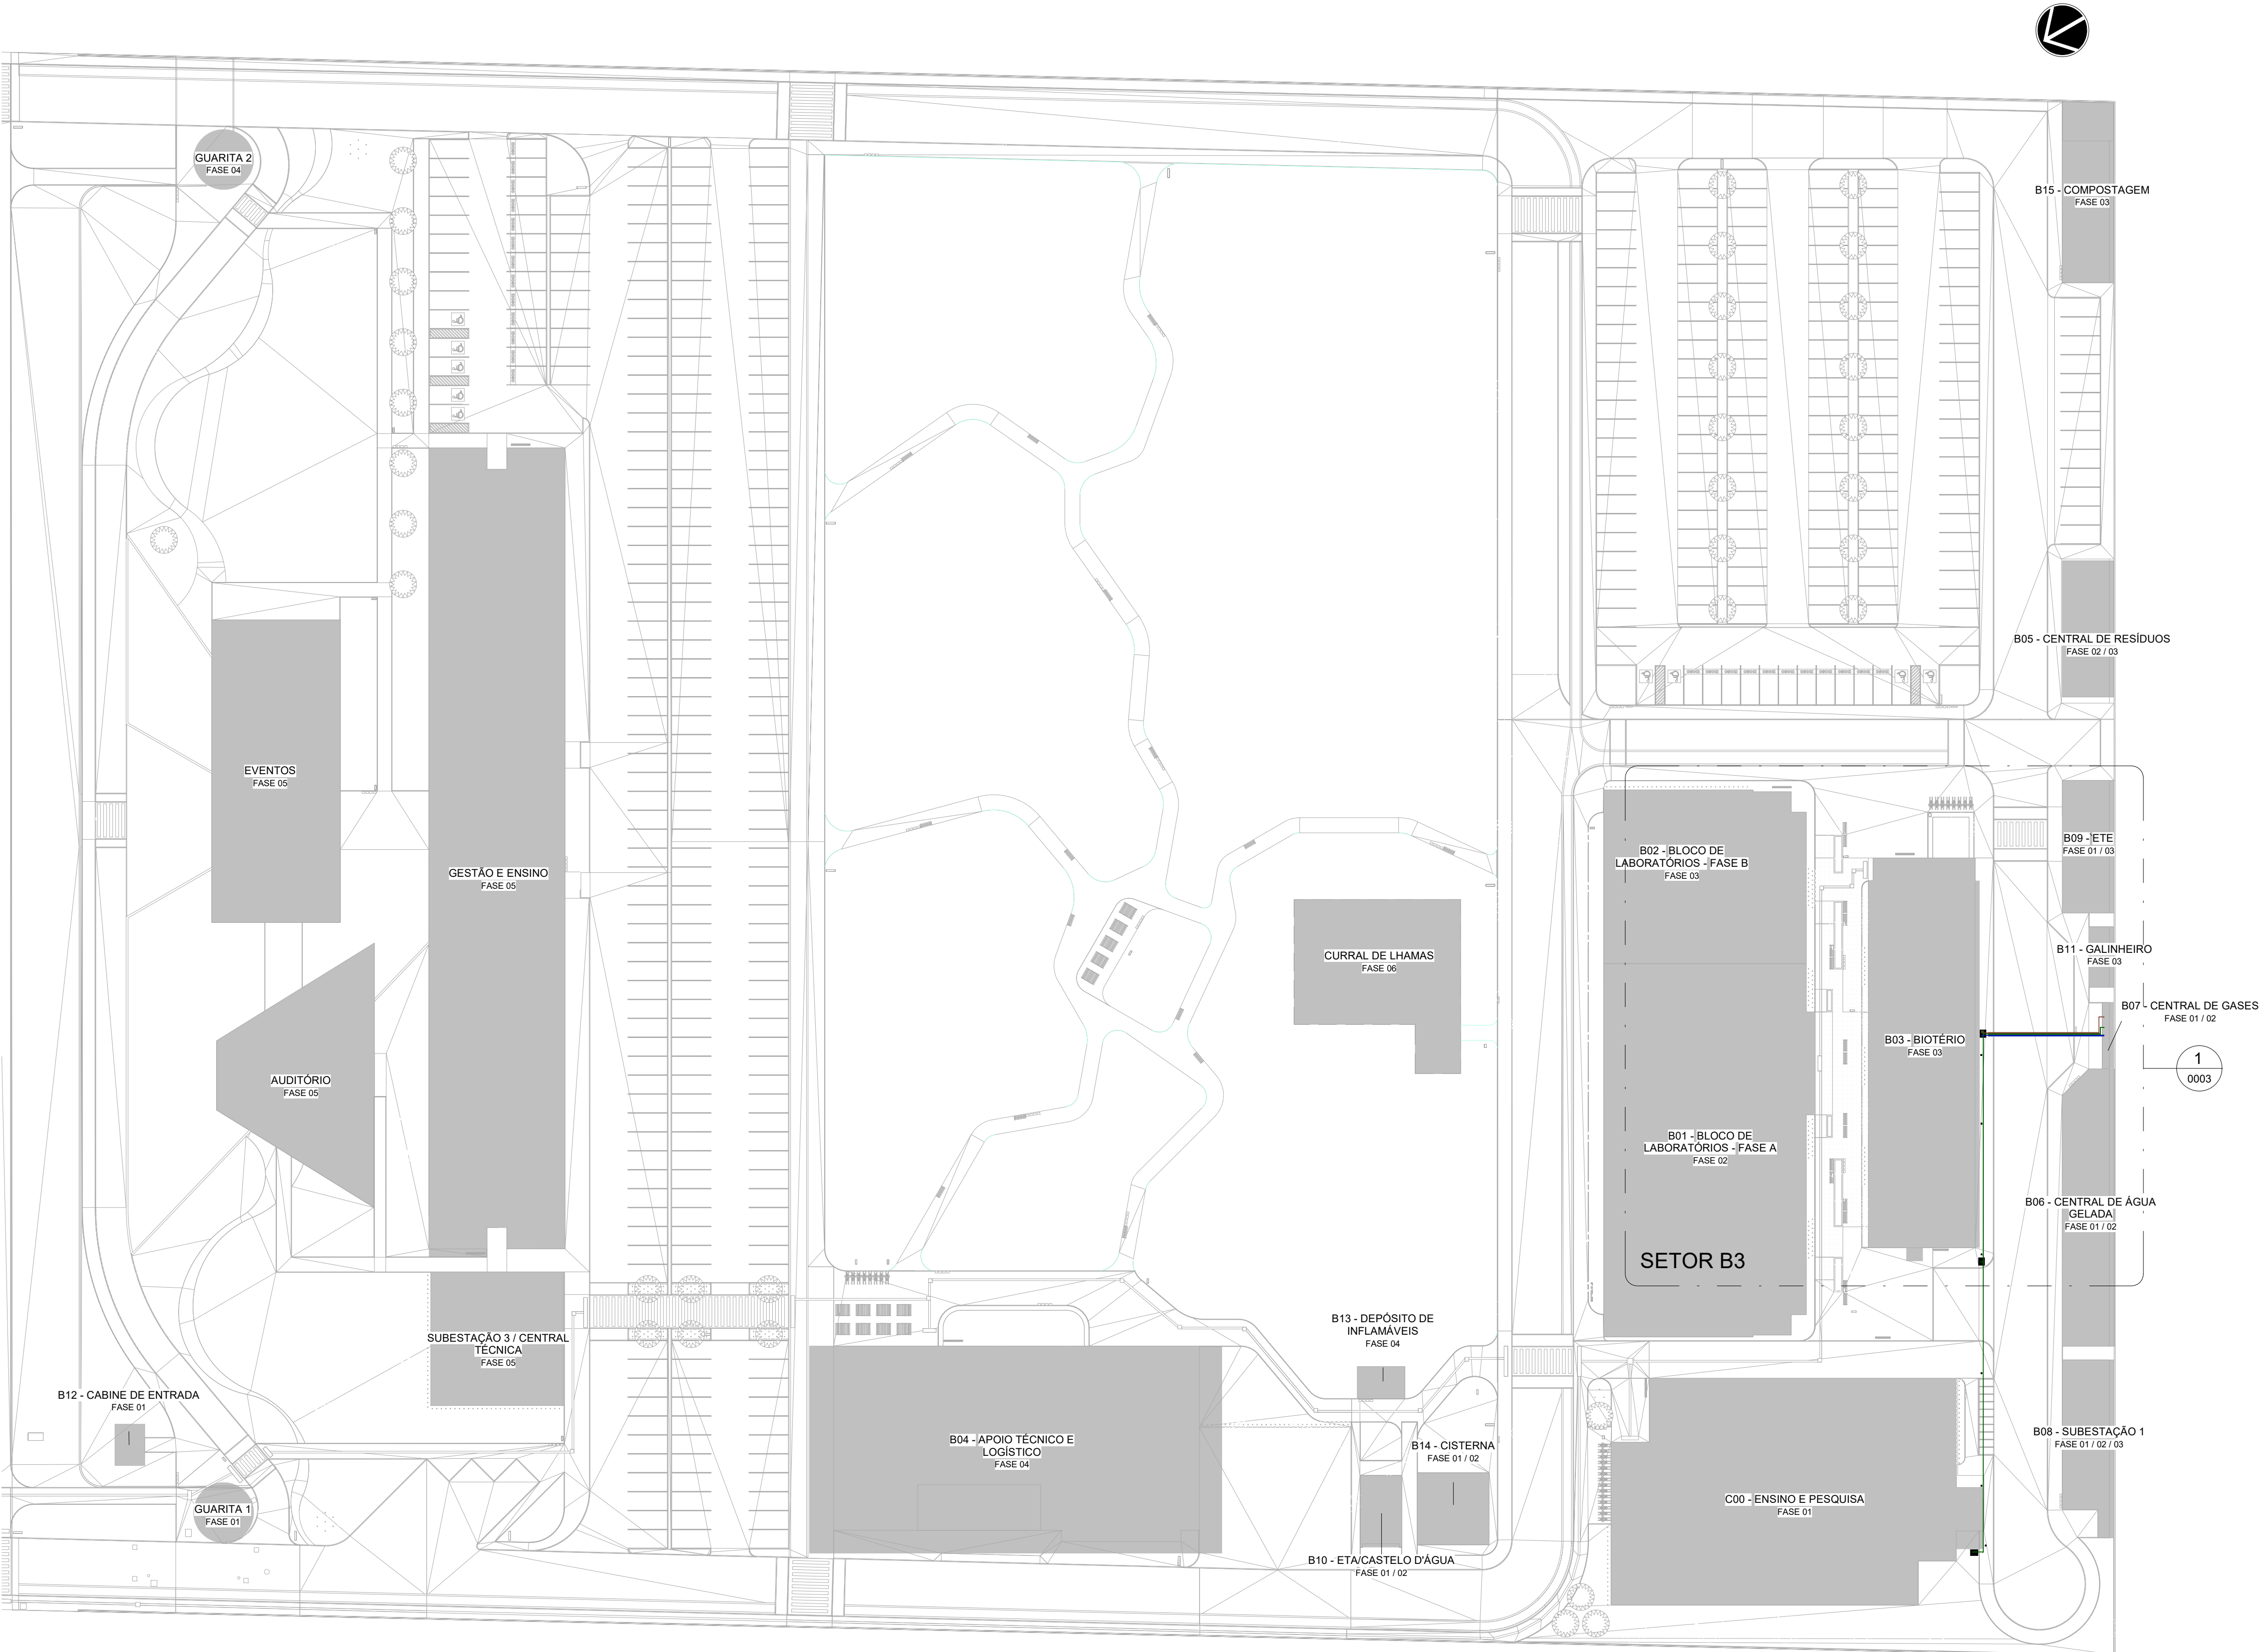 GUARITA 2
FASE 04
B15 - COMPOSTAGEM
FASE 03
B05 - CENTRAL DE RESÍDUOS
FASE 02 / 03
EVENTOS
FASE 05
GESTÃO E ENSINO
FASE 05
B02 - BLOCO DE
LABORATÓRIOS - FASE B
FASE 03
B09 - ETE
FASE 01 / 03
CURRAL DE LHAMAS
FASE 06
B11 - GALINHEIRO
FASE 03
B07 - CENTRAL DE GASES
FASE 01 / 02
B03 - BIOTÉRIO
FASE 03
1
0003
AUDITÓRIO
FASE 05
B01 - BLOCO DE
LABORATÓRIOS - FASE A
FASE 02
B06 - CENTRAL DE ÁGUA
GELADA
FASE 01 / 02
SETOR B3
SUBESTAÇÃO 3 / CENTRAL
TÉCNICA
FASE 05
B13 - DEPÓSITO DE
INFLAMÁVEIS
FASE 04
B12 - CABINE DE ENTRADA
FASE 01
B04 - APOIO TÉCNICO E
LOGÍSTICO
FASE 04
B14 - CISTERNA
FASE 01 / 02
B08 - SUBESTAÇÃO 1
FASE 01 / 02 / 03
C00 - ENSINO E PESQUISA
FASE 01
GUARITA 1
FASE 01
B10 - ETA/CASTELO D'ÁGUA
FASE 01 / 02